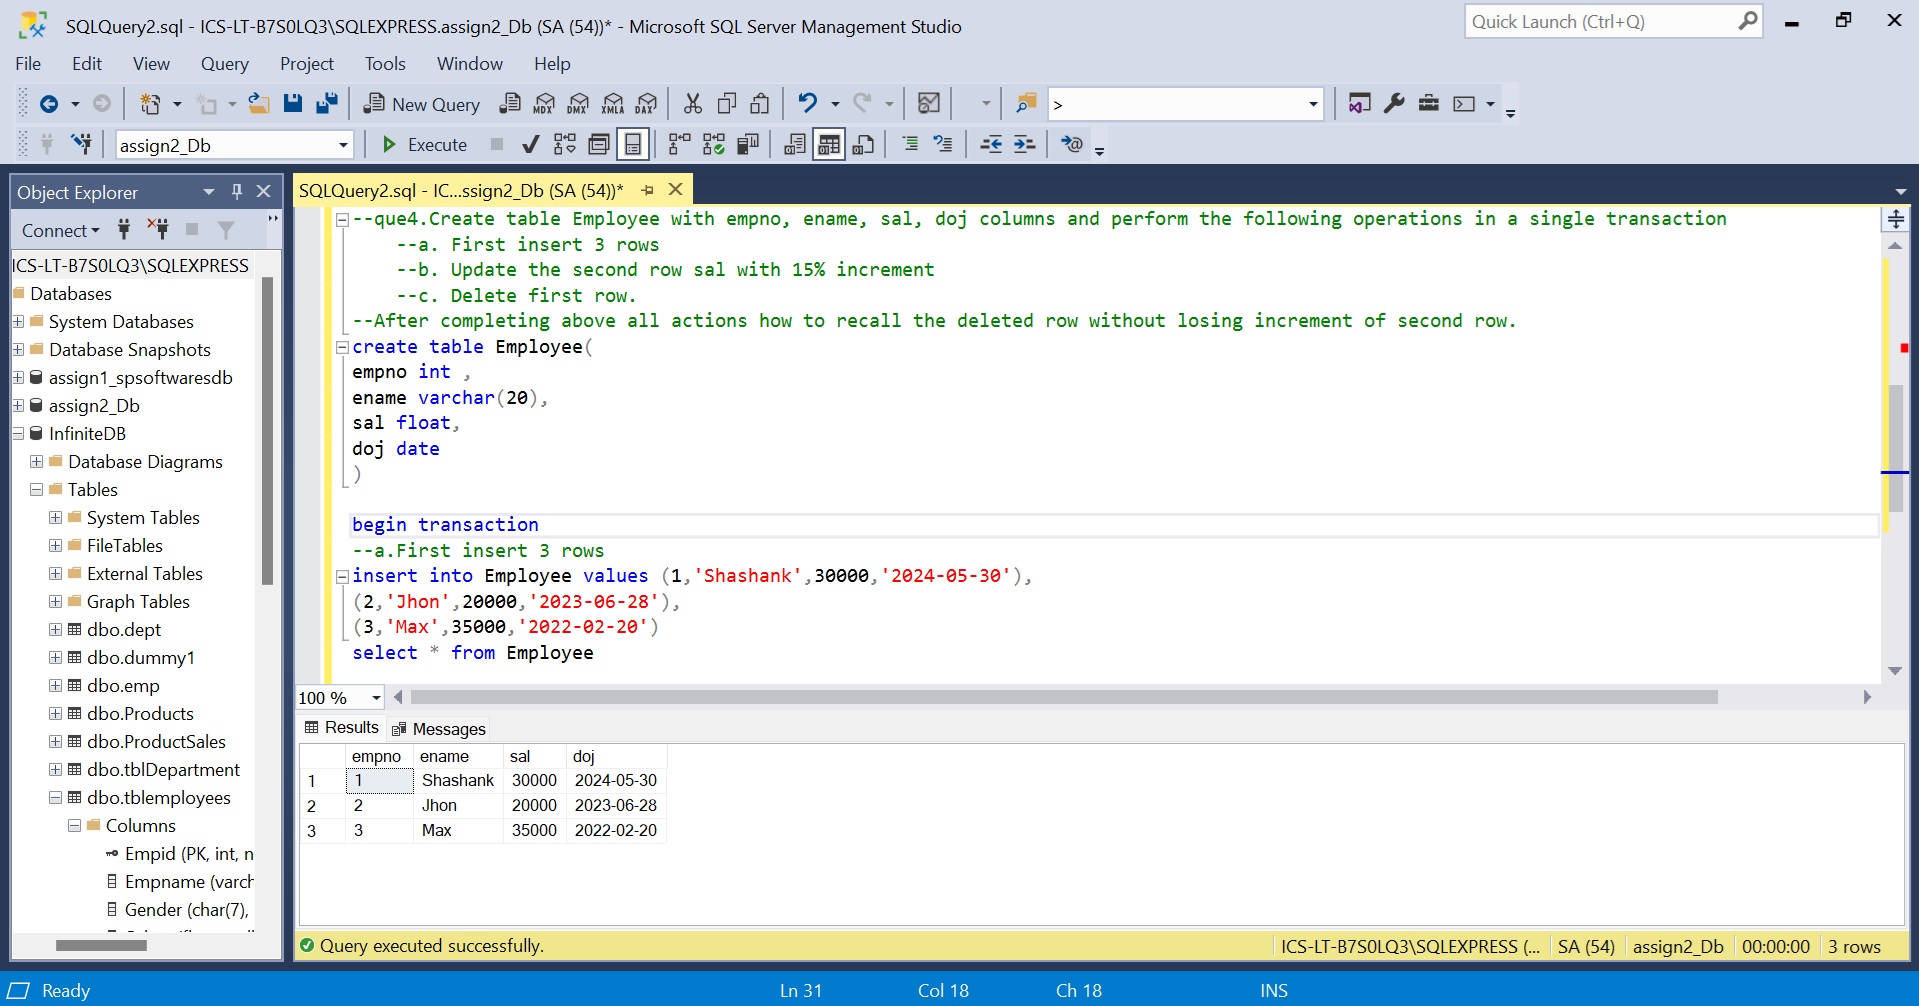 SQLQuery2.sql - ICS-LT-B7S0LQ3\SQLEXPRESS.assign2_Db (SA (54))* - Microsoft SQL Server Management Studio
Quick Launch (Ctrl+Q)
File Edit View Query Project Tools Window Help
New Query MDX DMX XMLA DAX >
assign2_Db Execute
Object Explorer
SQLQuery2.sql - IC...ssign2_Db (SA (54))*
Connect
ICS-LT-B7S0LQ3\SQLEXPRESS
Databases
System Databases
Database Snapshots
assign1_spsoftwaresdb
assign2_Db
InfiniteDB
Database Diagrams
Tables
System Tables
FileTables
External Tables
Graph Tables
dbo.dept
dbo.dummy1
dbo.emp
dbo.Products
dbo.ProductSales
dbo.tblDepartment
dbo.tblemployees
Columns
Empid (PK, int, n
Empname (varch
Gender (char(7),
--que4.Create table Employee with empno, ename, sal, doj columns and perform the following operations in a single transaction
--a. First insert 3 rows
--b. Update the second row sal with 15% increment
--c. Delete first row.
--After completing above all actions how to recall the deleted row without losing increment of second row.
create table Employee(
empno int ,
ename varchar(20),
sal float,
doj date
)
begin transaction
--a.First insert 3 rows
insert into Employee values (1,'Shashank',30000,'2024-05-30'),
(2,'Jhon',20000,'2023-06-28'),
(3,'Max',35000,'2022-02-20')
select * from Employee
100 %
Results Messages
empno ename sal doj
1 1 Shashank 30000 2024-05-30
2 2 Jhon 20000 2023-06-28
3 3 Max 35000 2022-02-20
Query executed successfully. ICS-LT-B7S0LQ3\SQLEXPRESS (... SA (54) assign2_Db 00:00:00 3 rows
Ready Ln 31 Col 18 Ch 18 INS